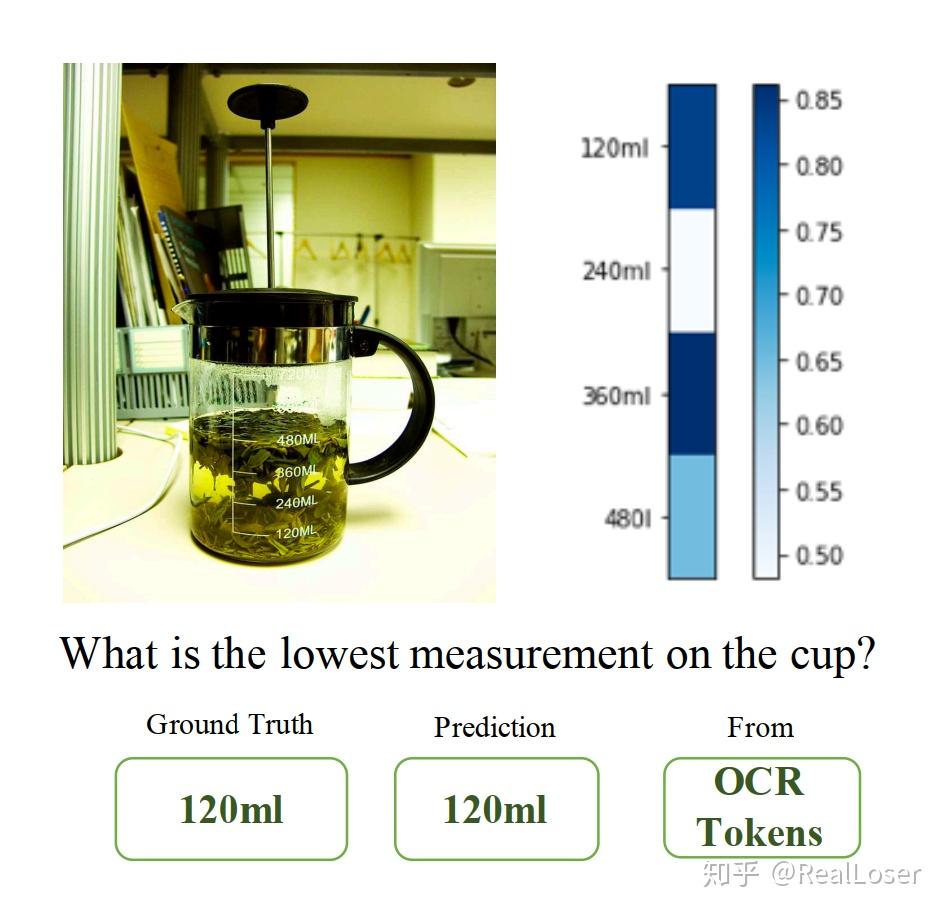 720ML
480ML
360ML
240ML
120ML
120ml
240ml
360ml
480l
0.85
0.80
0.75
0.70
0.65
0.60
0.55
0.50
What is the lowest measurement on the cup?
Ground Truth
Prediction
From
120ml
120ml
OCR
Tokens
知乎 @RealLoser